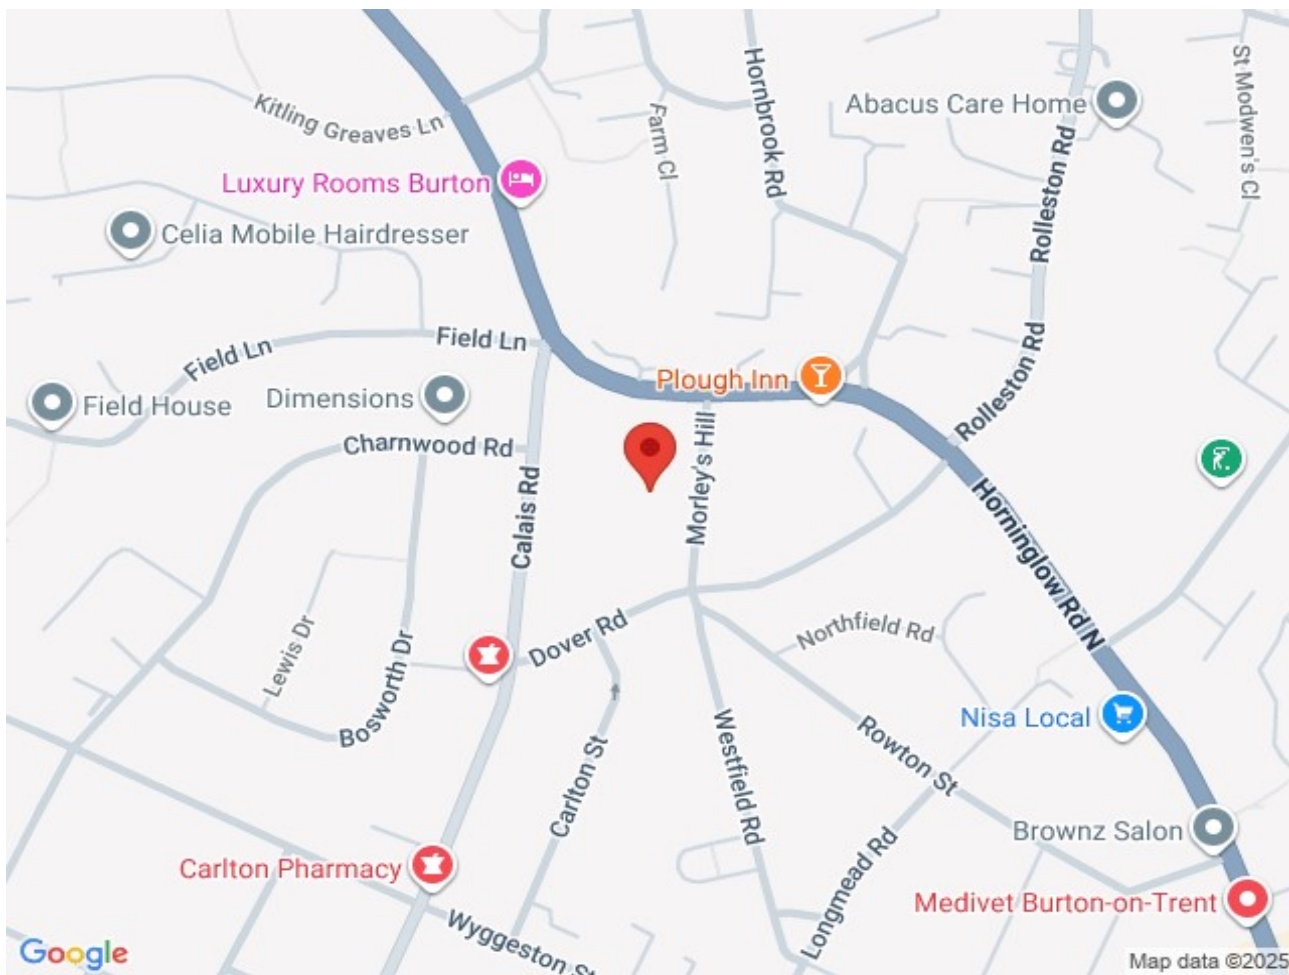 Kitling Greaves Ln
Farm Cl
Hornbrook Rd
Abacus Care Home
Rolleston Rd
St Modwen's Cl
Luxury Rooms Burton
Celia Mobile Hairdresser
Field Ln
Field Ln
Field House
Dimensions
Charnwood Rd
Plough Inn
Rolleston Rd
Calais Rd
Morley's Hill
Horninglow Rd N
Lewis Dr
Bosworth Dr
Dover Rd
Northfield Rd
Nisa Local
Carlton St
Westfield Rd
Rowton St
Longmead Rd
Brownz Salon
Carlton Pharmacy
Medivet Burton-on-Trent
Wyggeston St
Google
Map data ©2025